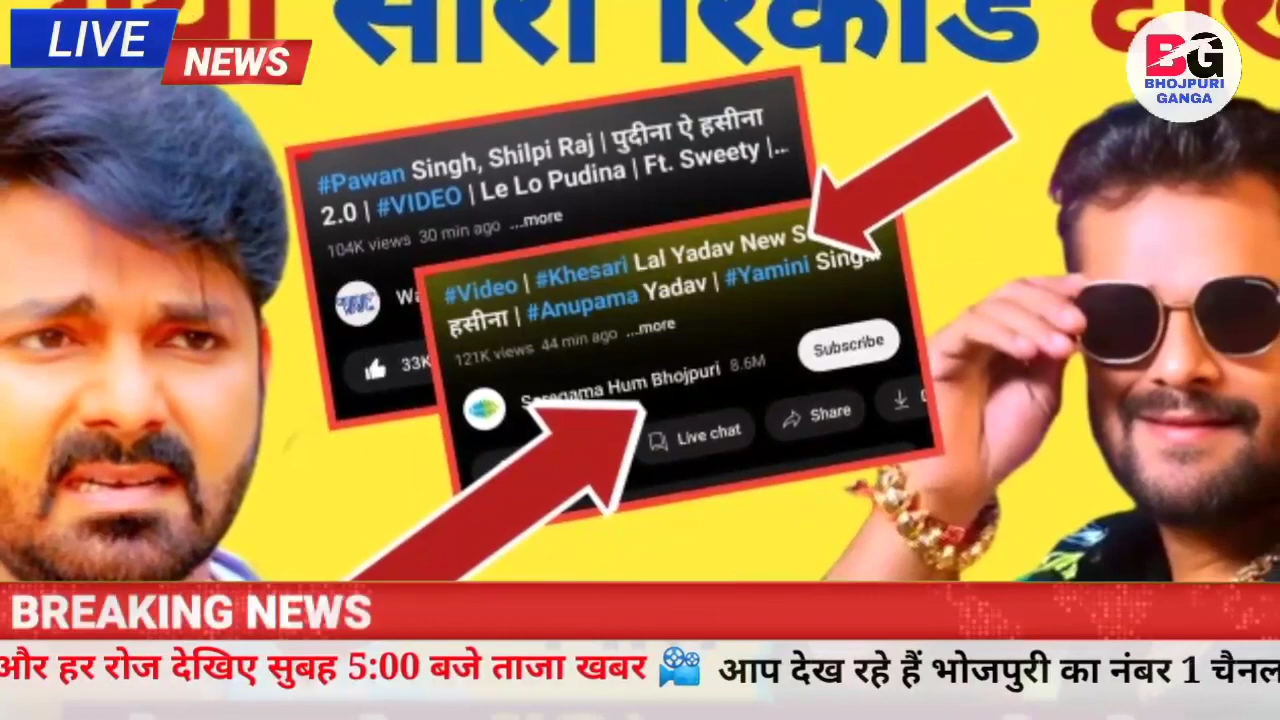 सारा रिकॉर्ड
LIVE
NEWS
BG
BHOJPURI
GANGA
#Pawan Singh, Shilpi Raj | पुदीना ऐ हसीना
2.0 | #VIDEO | Le Lo Pudina | Ft. Sweety |...
104K views 30 min ago ...more
33K
#Video | #Khesari Lal Yadav New
हसीना | #Anupama Yadav | #Yamini Singh...
121K views 44 min ago ...more
Saregama Hum Bhojpuri 8.6M
Subscribe
Live chat
Share
BREAKING NEWS
और हर रोज देखिए सुबह 5:00 बजे ताजा खबर 🎥 आप देख रहे हैं भोजपुरी का नंबर 1 चैनल